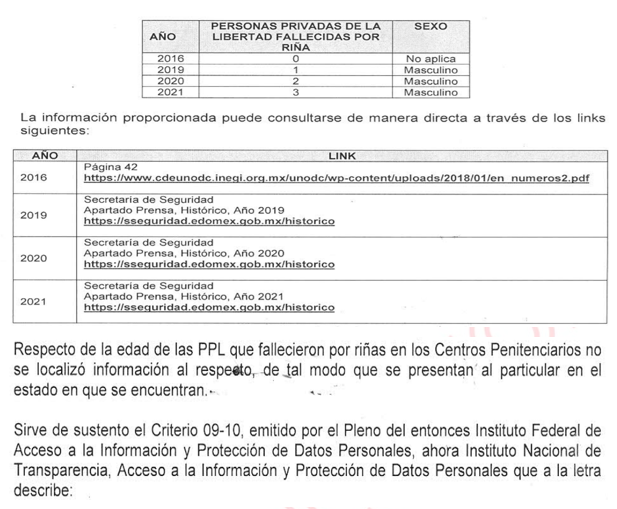 AÑO PERSONAS PRIVADAS DE LA LIBERTAD FALLECIDAS POR RIÑA SEXO
2016 0 No aplica
2019 1 Masculino
2020 2 Masculino
2021 3 Masculino
La información proporcionada puede consultarse de manera directa a través de los links
siguientes:
AÑO LINK
2016 Página 42
https://www.cdeunodc.inegi.org.mx/unodc/wp-content/uploads/2018/01/en_numeros2.pdf
2019 Secretaría de Seguridad
Apartado Prensa, Histórico, Año 2019
https://sseguridad.edomex.gob.mx/historico
2020 Secretaría de Seguridad
Apartado Prensa, Histórico, Año 2020
https://sseguridad.edomex.gob.mx/historico
2021 Secretaría de Seguridad
Apartado Prensa, Histórico, Año 2021
https://sseguridad.edomex.gob.mx/historico
Respecto de la edad de las PPL que fallecieron por riñas en los Centros Penitenciarios no
se localizó información al respecto, de tal modo que se presentan al particular en el
estado en que se encuentran.
Sirve de sustento el Criterio 09-10, emitido por el Pleno del entonces Instituto Federal de
Acceso a la Información y Protección de Datos Personales, ahora Instituto Nacional de
Transparencia, Acceso a la Información y Protección de Datos Personales que a la letra
describe: